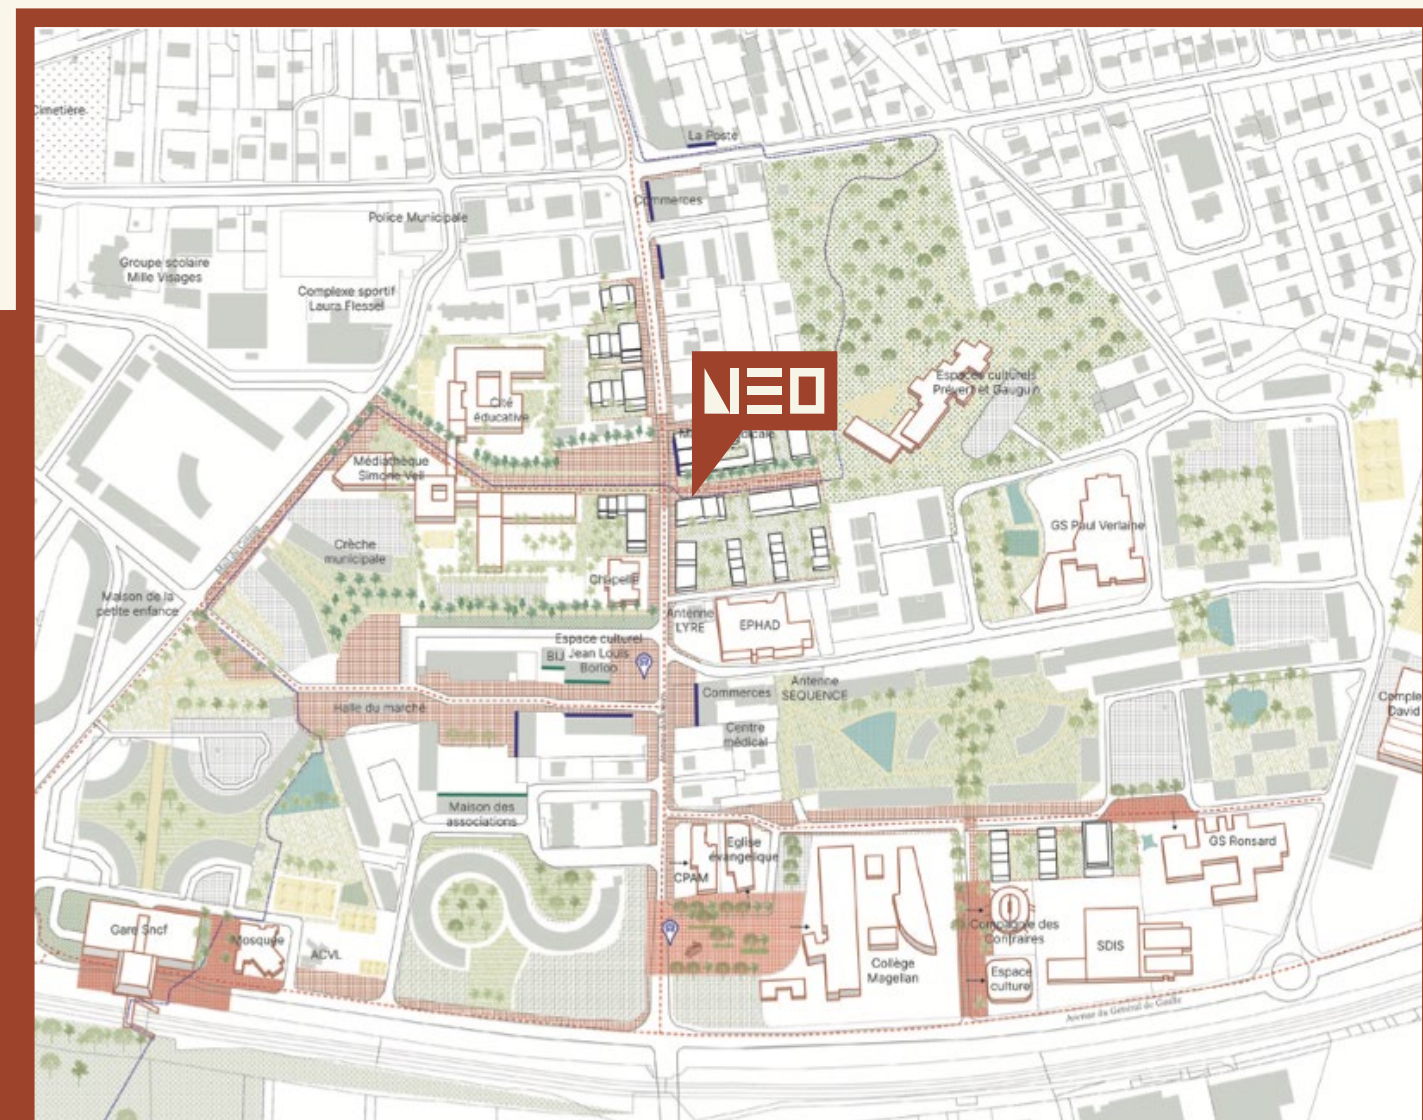 Cimetière
La Poste
Commerces
Police Municipale
Groupe scolaire
Mille Visages
Complexe sportif
Laura Flessel
NEO
Cité
éducative
Espaces culturels
Prévert et Gauguin
Médiathèque
Simone Veil
GS Paul Verlaine
Crèche
municipale
Chapelle
Maison de la
petite enfance
Antenne
LYRE
EPHAD
Espace culturel
BIJ Jean Louis
Borloo
Antenne
SEQUENCE
Commerces
Halle du marché
Centre
médical
David
Maison des
associations
Eglise
évangelique
CPAM
GS Ronsard
Gare Sncf
Mosquée
ACVL
Compagnie des
Contraires
SDIS
Collège
Magellan
Espace
culture
Avenue du Général de Gaulle